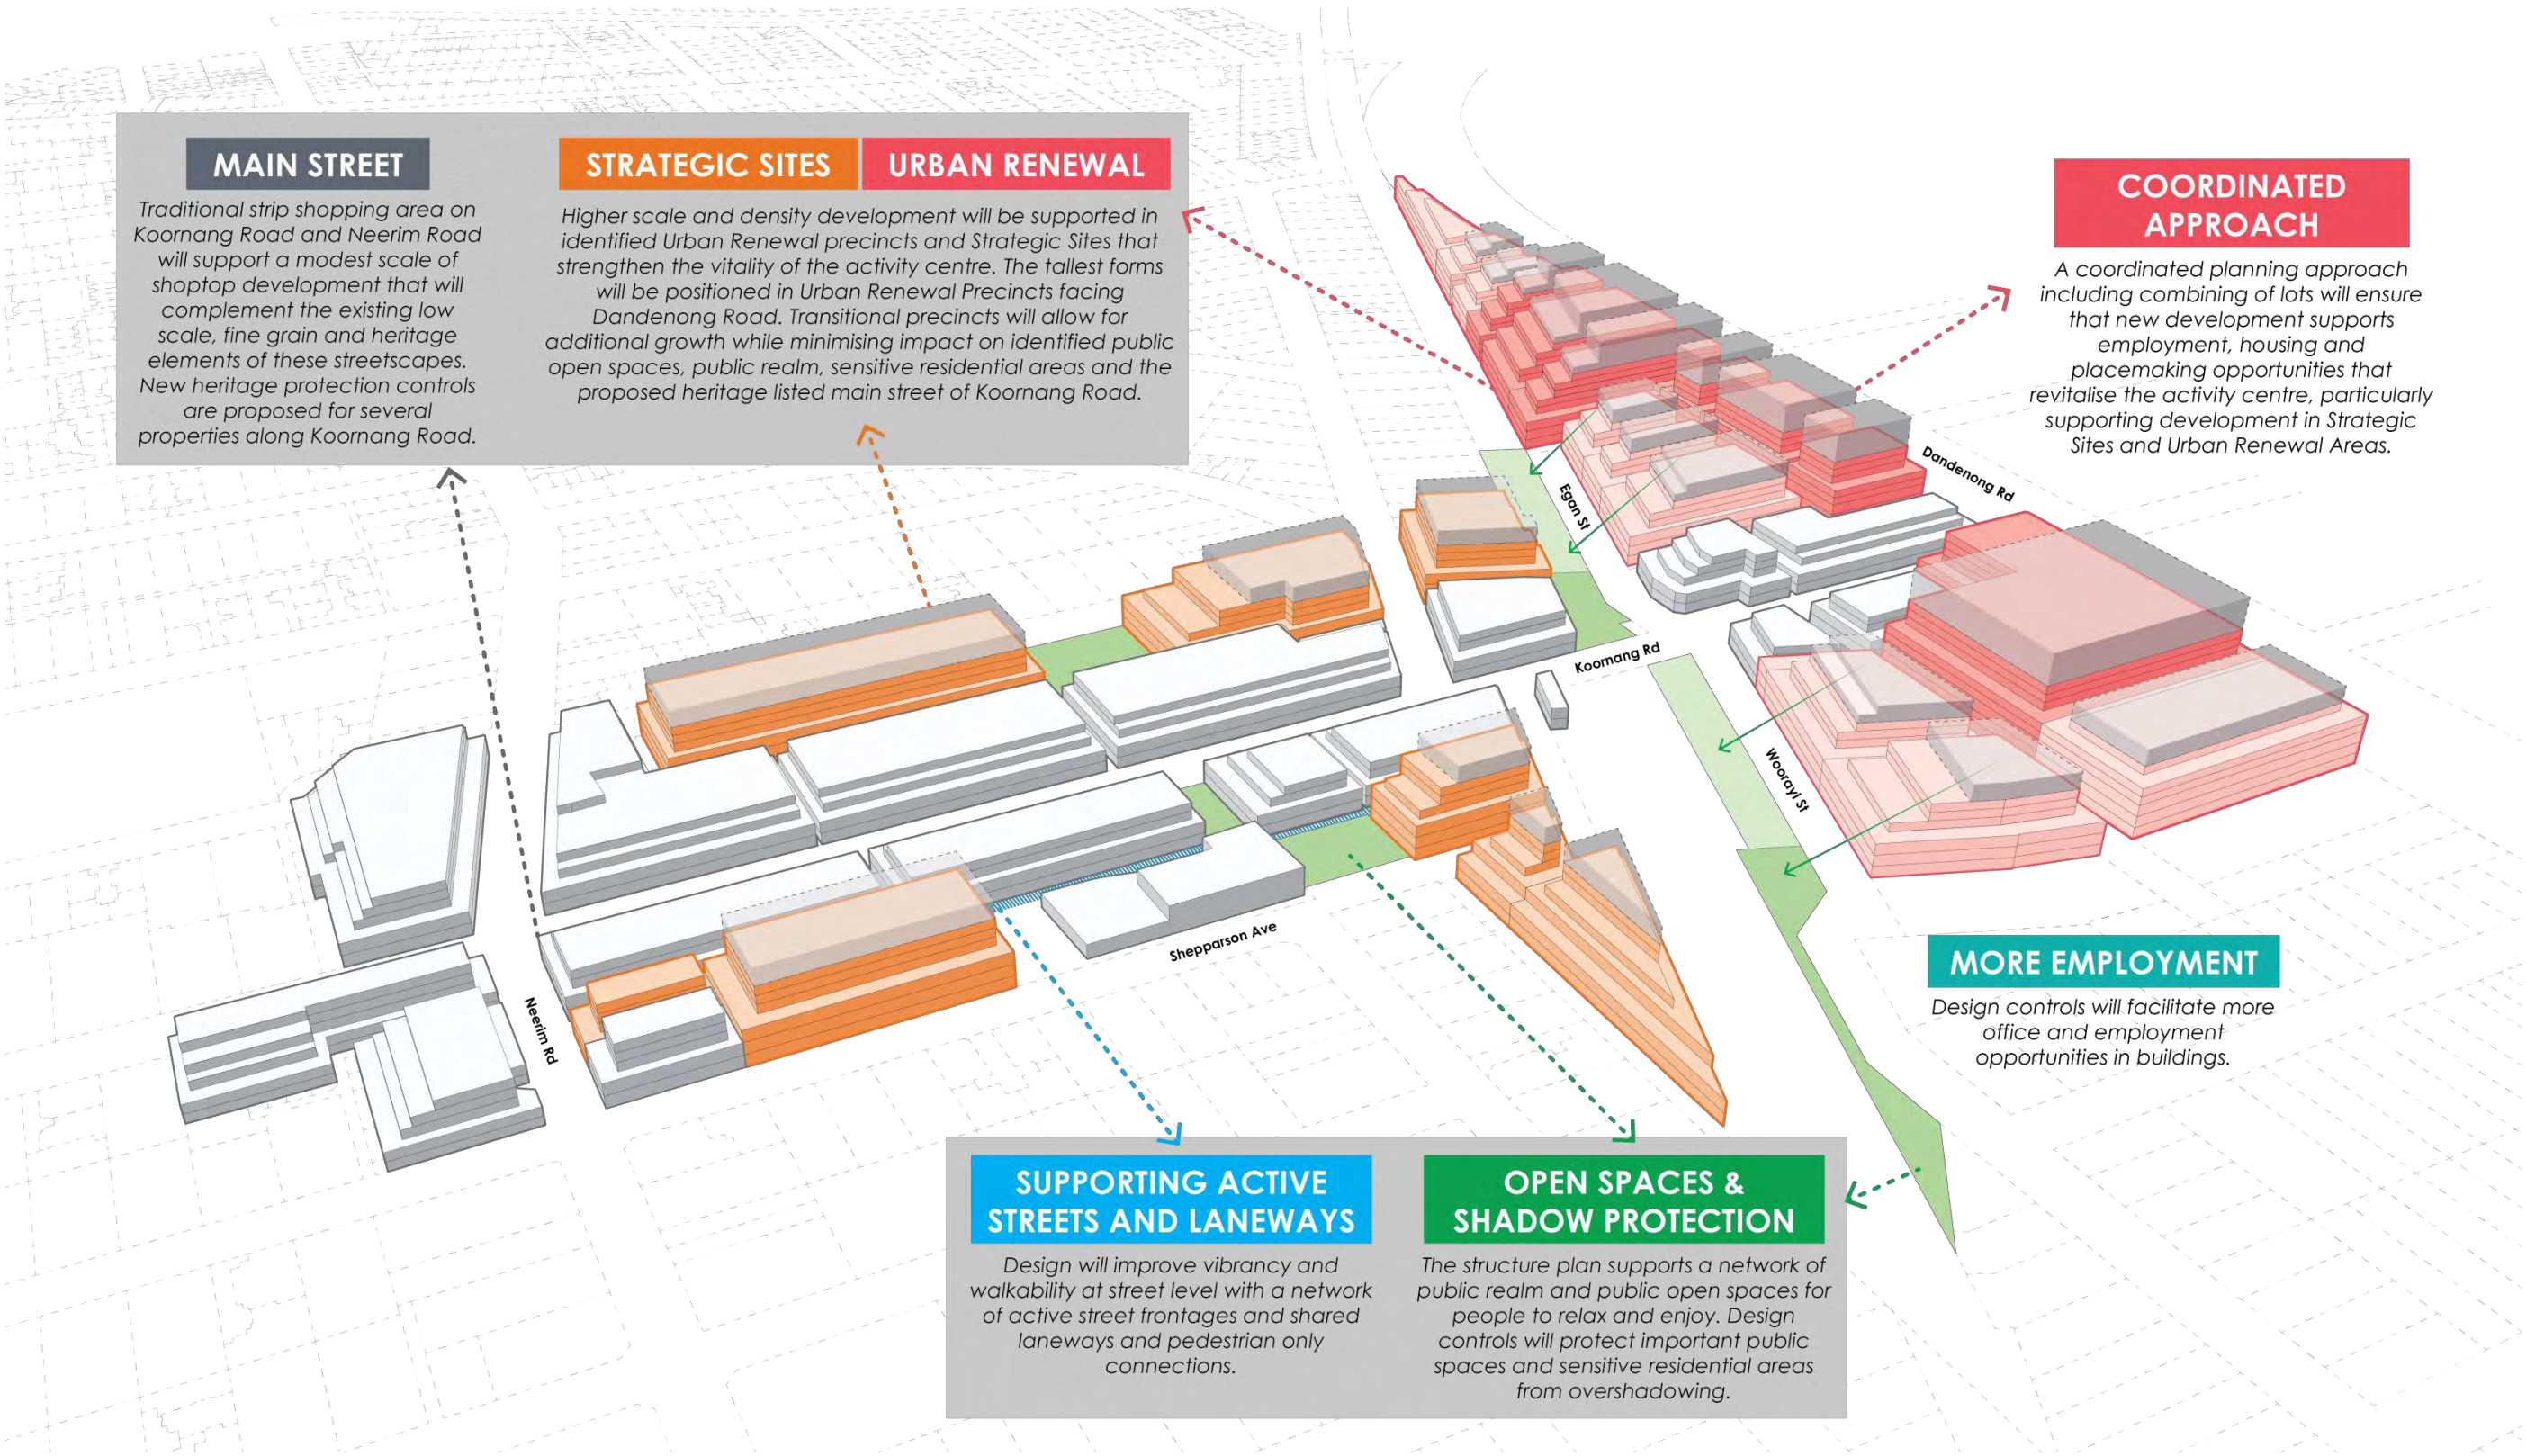 MAIN STREET
Traditional strip shopping area on
Koornang Road and Neerim Road
will support a modest scale of
shoptop development that will
complement the existing low
scale, fine grain and heritage
elements of these streetscapes.
New heritage protection controls
are proposed for several
properties along Koornang Road.
STRATEGIC SITES
URBAN RENEWAL
Higher scale and density development will be supported in
identified Urban Renewal precincts and Strategic Sites that
strengthen the vitality of the activity centre. The tallest forms
will be positioned in Urban Renewal Precincts facing
Dandenong Road. Transitional precincts will allow for
additional growth while minimising impact on identified public
open spaces, public realm, sensitive residential areas and the
proposed heritage listed main street of Koornang Road.
COORDINATED
APPROACH
A coordinated planning approach
including combining of lots will ensure
that new development supports
employment, housing and
placemaking opportunities that
revitalise the activity centre, particularly
supporting development in Strategic
Sites and Urban Renewal Areas.
Dandenong Rd
Egan St
Koornang Rd
Woorayl St
Shepparson Ave
Neerim Rd
MORE EMPLOYMENT
Design controls will facilitate more
office and employment
opportunities in buildings.
SUPPORTING ACTIVE
STREETS AND LANEWAYS
Design will improve vibrancy and
walkability at street level with a network
of active street frontages and shared
laneways and pedestrian only
connections.
OPEN SPACES &
SHADOW PROTECTION
The structure plan supports a network of
public realm and public open spaces for
people to relax and enjoy. Design
controls will protect important public
spaces and sensitive residential areas
from overshadowing.